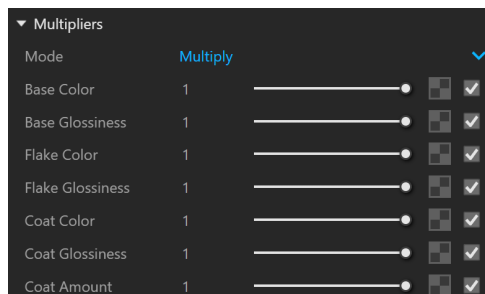 Multipliers
Mode Multiply
Base Color 1
Base Glossiness 1
Flake Color 1
Flake Glossiness 1
Coat Color 1
Coat Glossiness 1
Coat Amount 1